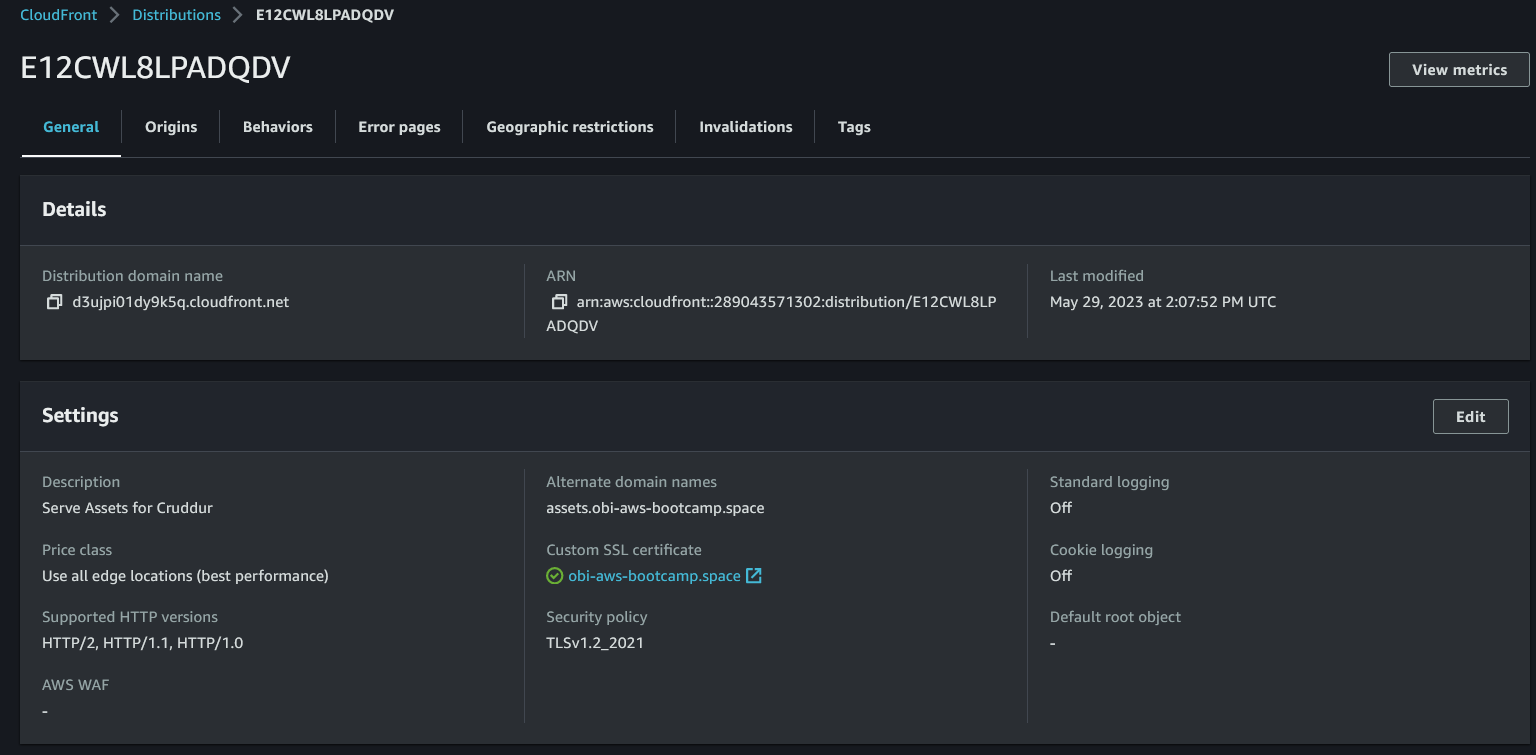 CloudFront > Distributions > E12CWL8LPADQDV
E12CWL8LPADQDV
View metrics
General
Origins
Behaviors
Error pages
Geographic restrictions
Invalidations
Tags
Details
Distribution domain name
d3ujpi01dy9k5q.cloudfront.net
ARN
arn:aws:cloudfront::289043571302:distribution/E12CWL8LP
ADQDV
Last modified
May 29, 2023 at 2:07:52 PM UTC
Settings
Edit
Description
Serve Assets for Cruddur
Price class
Use all edge locations (best performance)
Supported HTTP versions
HTTP/2, HTTP/1.1, HTTP/1.0
AWS WAF
-
Alternate domain names
assets.obi-aws-bootcamp.space
Custom SSL certificate
obi-aws-bootcamp.space
Security policy
TLSv1.2_2021
Standard logging
Off
Cookie logging
Off
Default root object
-